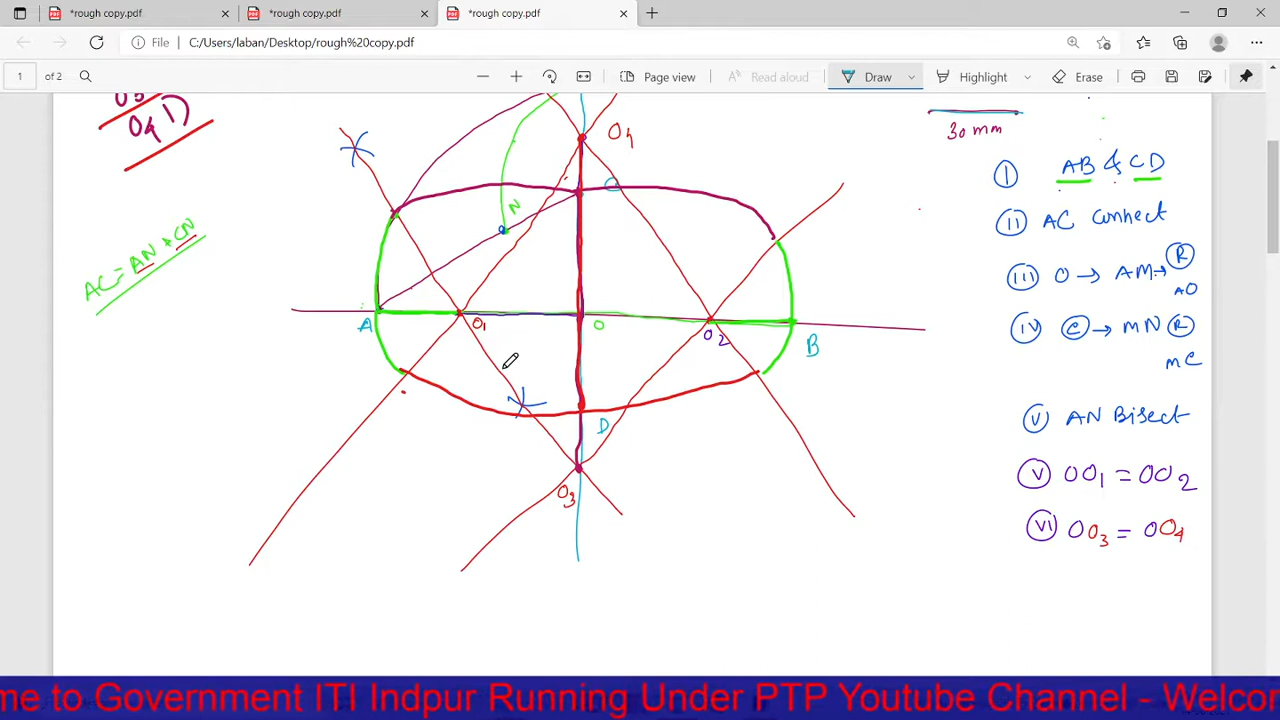 *rough copy.pdf
*rough copy.pdf
*rough copy.pdf
File
C:/Users/laban/Desktop/rough%20copy.pdf
1 of 2
Page view
Read aloud
Draw
Highlight
Erase
O4 1)
AC = AN + CN
30 mm
I AB & CD
II AC Connect
III O → AM → R AO
IV C → MN R MC
V AN Bisect
V OO1 = OO2
VI OO3 = OO4
O4
C
N
A
O1
O
O2
B
D
O3
me to Government ITI Indpur Running Under PTP Youtube Channel - Welcor